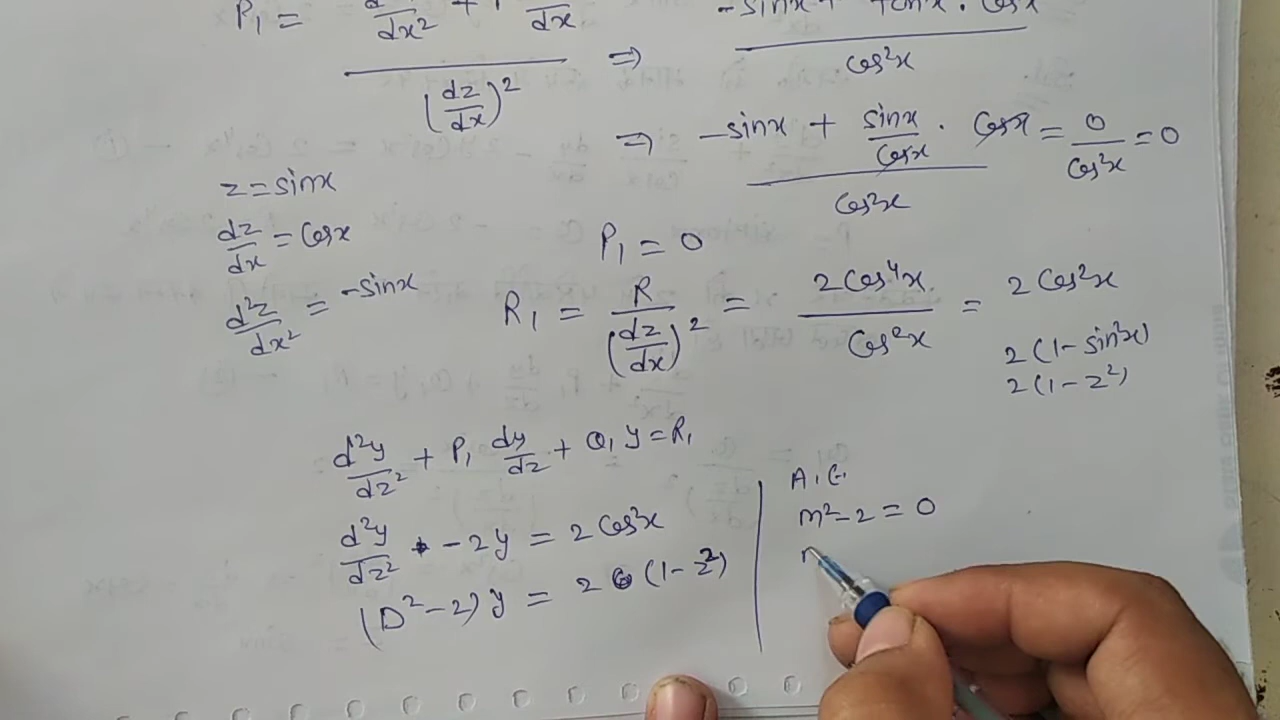 P₁ = d²z/dx² + P dz/dx / (dz/dx)² ⇒ -sinx + tanx . cosx / cos²x
⇒ -sinx + sinx/cosx . cosx / cos²x = 0/cos²x = 0
z = sinx
dz/dx = cosx
d²z/dx² = -sinx
P₁ = 0
R₁ = R/(dz/dx)² = 2cos⁴x/cos²x = 2cos²x
2(1-sin²x)
2(1-z²)
d²y/dz² + P₁ dy/dz + Q₁y = R₁
d²y/dz² -2y = 2cos²x
(D²-2)y = 2(1-z²)
A.E.
m²-2 = 0